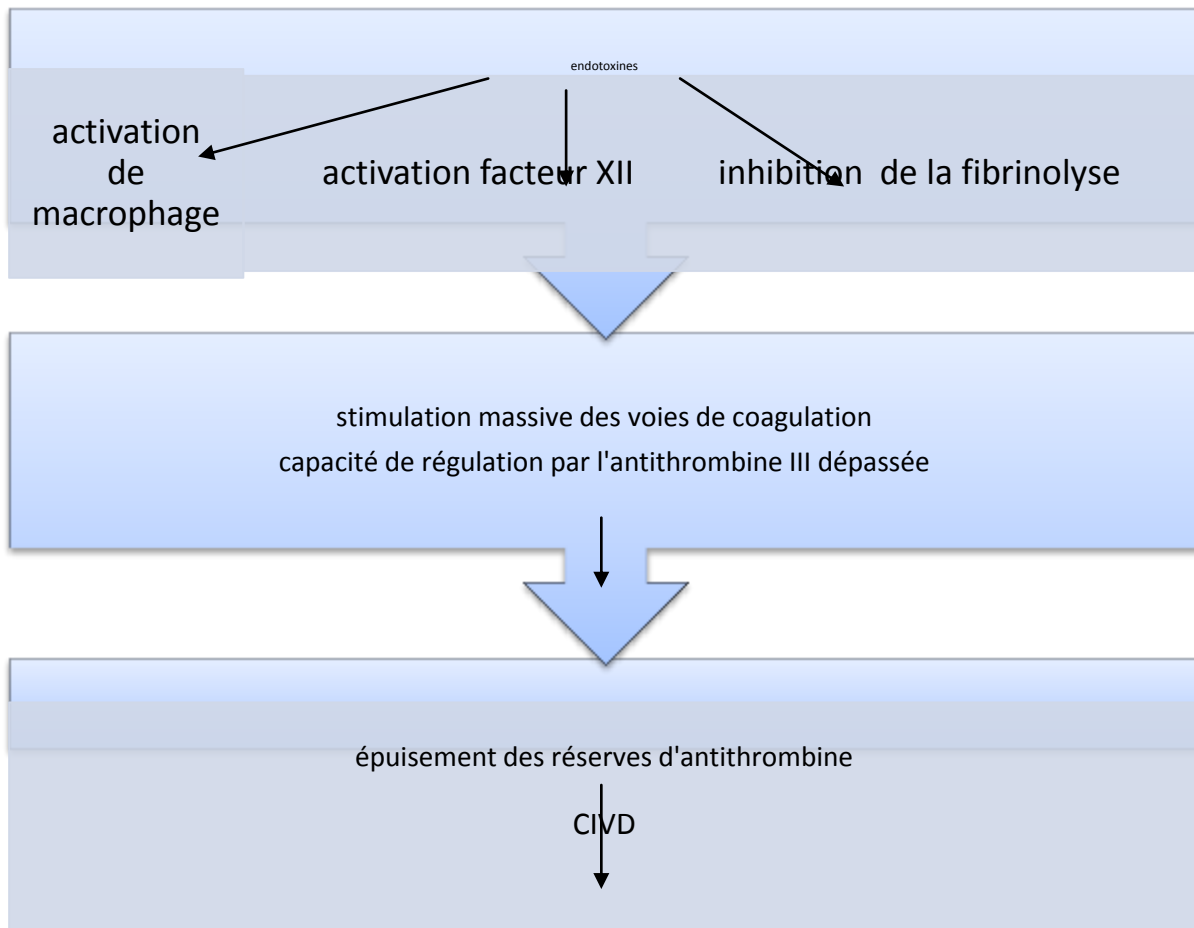 endotoxines
activation
de
macrophage
activation facteur XII
inhibition de la fibrinolyse
stimulation massive des voies de coagulation
capacité de régulation par l'antithrombine III dépassée
épuisement des réserves d'antithrombine
CIVD